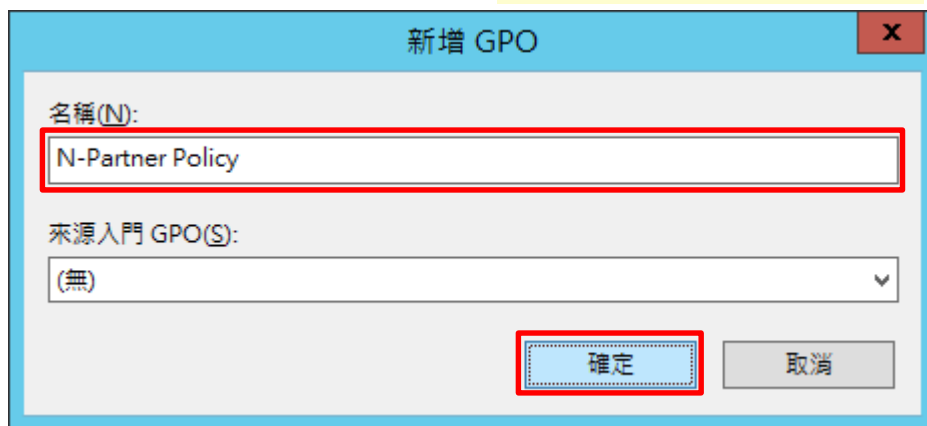 新增 GPO
x
名稱(N):
N-Partner Policy
來源入門 GPO(S):
(無)
確定 取消